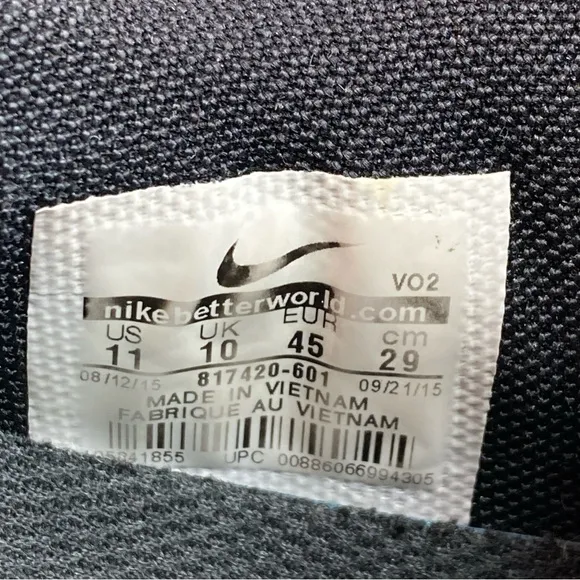 VO2
nikebetterworld.com
US UK EUR cm
11 10 45 29
08/12/15 817420-601 09/21/15
MADE IN VIETNAM
FABRIQUE AU VIETNAM
UPC 00886066994305